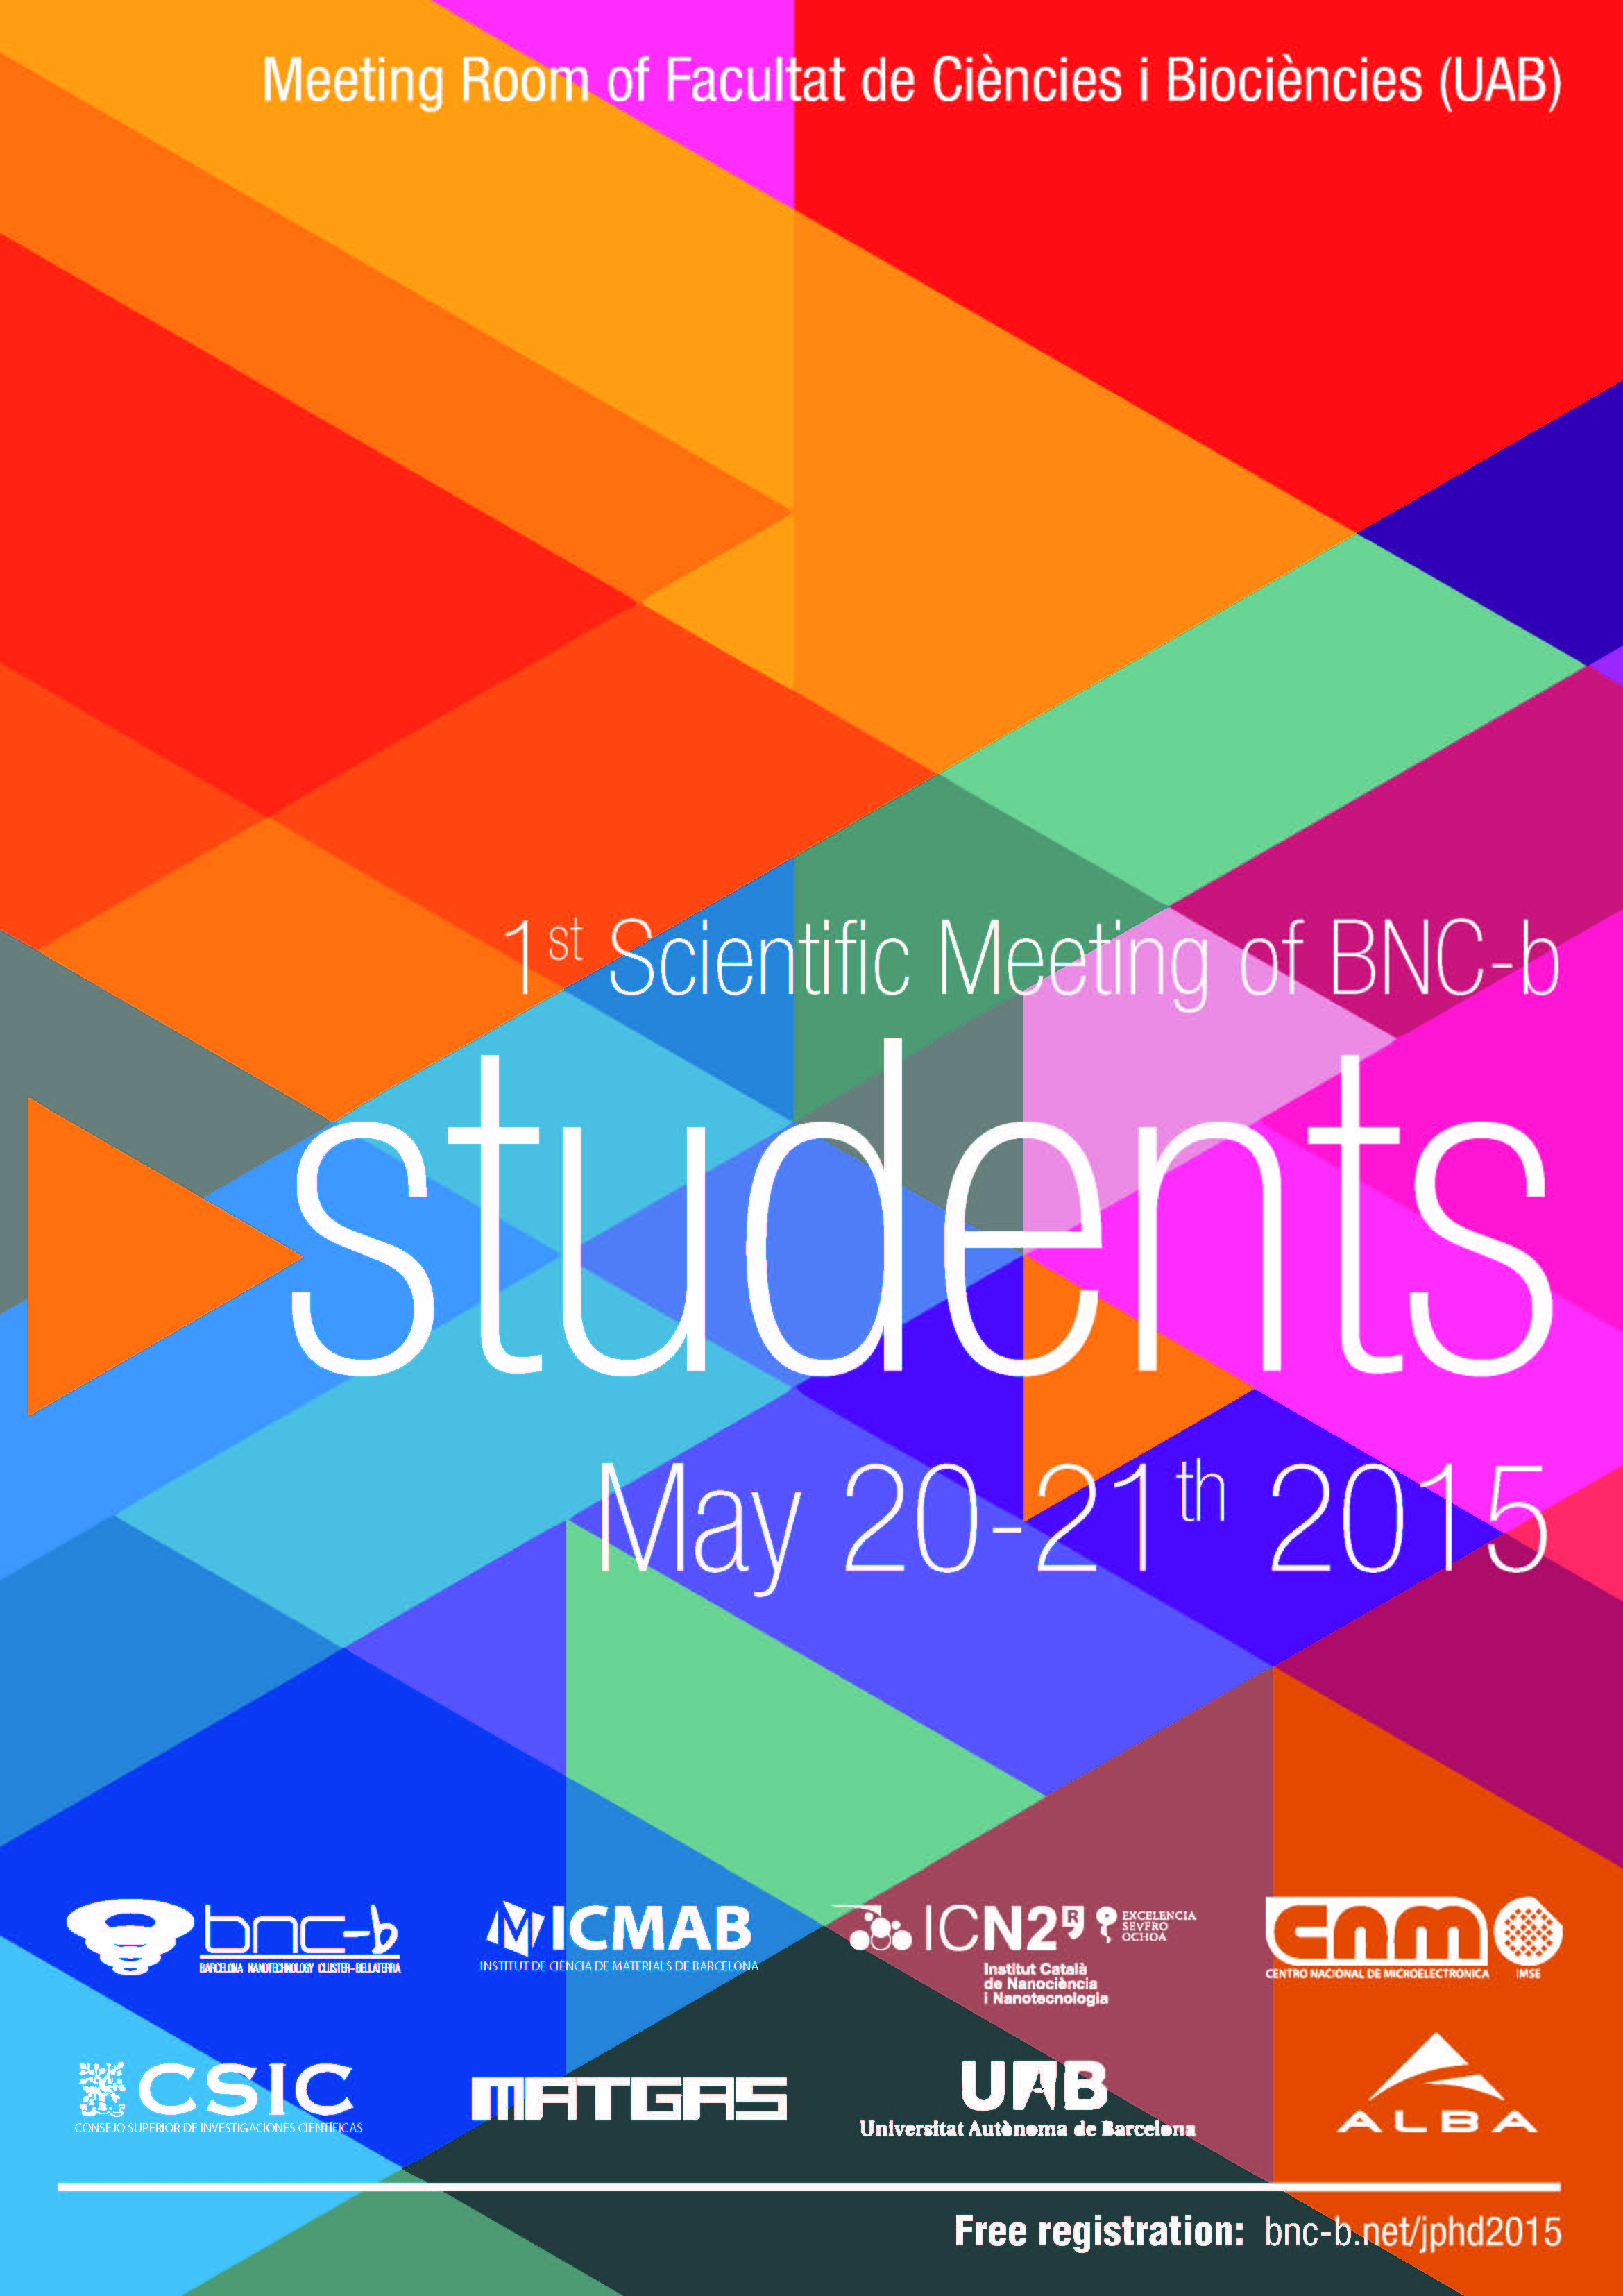 Meeting Room of Facultat de Ciències i Biociències (UAB)
1st Scientific Meeting of BNC-b
students
May 20-21th 2015
bnc-b
BARCELONA NANOTECHNOLOGY CLUSTER-BELLATERRA
ICMAB
INSTITUT DE CIÈNCIA DE MATERIALS DE BARCELONA
ICN2R
EXCELENCIA
SEVERO
OCHOA
Institut Català
de Nanociència
i Nanotecnologia
cnm
CENTRO NACIONAL DE MICROELECTRONICA IMSE
CSIC
CONSEJO SUPERIOR DE INVESTIGACIONES CIENTÍFICAS
MATGAS
UAB
Universitat Autònoma de Barcelona
ALBA
Free registration: bnc-b.net/jphd2015